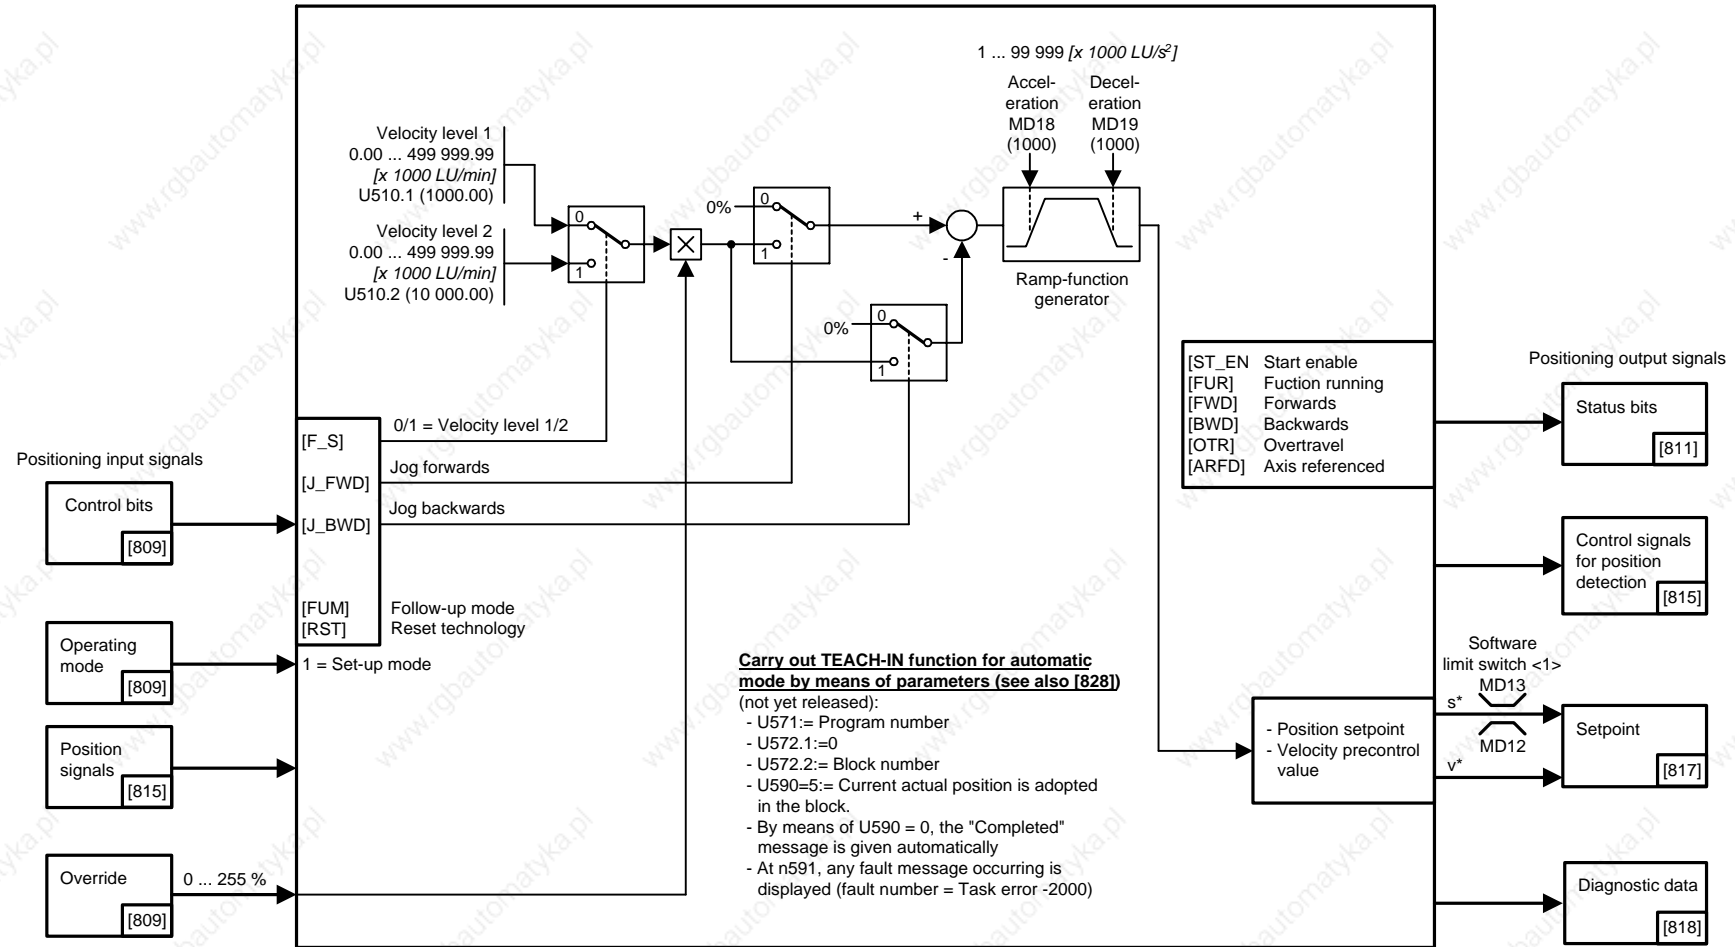 1 ... 99 999 [x 1000 LU/s²]
Accel-
eration
MD18
(1000)
Decel-
eration
MD19
(1000)
Velocity level 1
0.00 ... 499 999.99
[x 1000 LU/min]
U510.1 (1000.00)
Velocity level 2
0.00 ... 499 999.99
[x 1000 LU/min]
U510.2 (10 000.00)
0
1
X
0%
0
1
+
-
Ramp-function
generator
0%
0
1
[ST_EN Start enable
[FUR] Fuction running
[FWD] Forwards
[BWD] Backwards
[OTR] Overtravel
[ARFD] Axis referenced
Positioning output signals
Status bits
[811]
Control signals
for position
detection
[815]
Positioning input signals
Control bits
[809]
[F_S]
0/1 = Velocity level 1/2
[J_FWD]
Jog forwards
[J_BWD]
Jog backwards
[FUM] Follow-up mode
[RST] Reset technology
Operating
mode
[809]
1 = Set-up mode
Position
signals
[815]
Override
[809]
0 ... 255 %
Carry out TEACH-IN function for automatic
mode by means of parameters (see also [828])
(not yet released):
- U571:= Program number
- U572.1:=0
- U572.2:= Block number
- U590=5:= Current actual position is adopted
in the block.
- By means of U590 = 0, the "Completed"
message is given automatically
- At n591, any fault message occurring is
displayed (fault number = Task error -2000)
- Position setpoint
- Velocity precontrol
value
Software
limit switch <1>
MD13
s*
MD12
v*
Setpoint
[817]
Diagnostic data
[818]
www.rgbautomatyka.pl